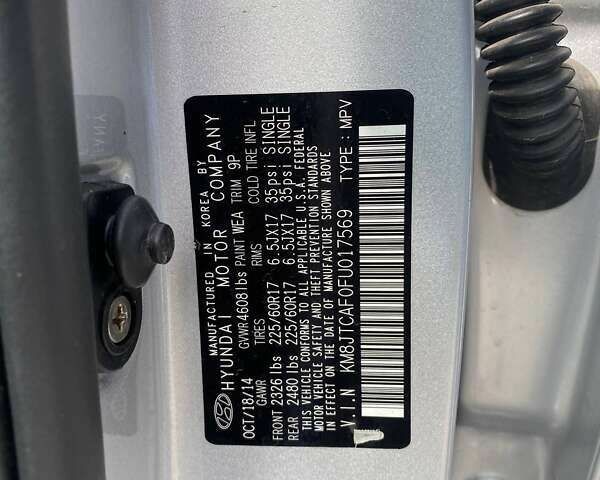 MANUFACTURED IN KOREA BY
HYUNDAI MOTOR COMPANY
OCT/18/14 GVWR 4608lbs PAINT WEA TRIM 9P
GAWR TIRES RIMS COLD TIRE INFL
FRONT 2326 lbs 225/60R17 6.5JX17 35psi SINGLE
REAR 2480 lbs 225/60R17 6.5JX17 35psi SINGLE
THIS VEHICLE CONFORMS TO ALL APPLICABLE U.S.A. FEDERAL
MOTOR VEHICLE SAFETY AND THEFT PREVENTION STANDARDS
IN EFFECT ON THE DATE OF MANUFACTURE SHOWN ABOVE
V.I.N KM8JTCAF0FU017569 TYPE : MPV